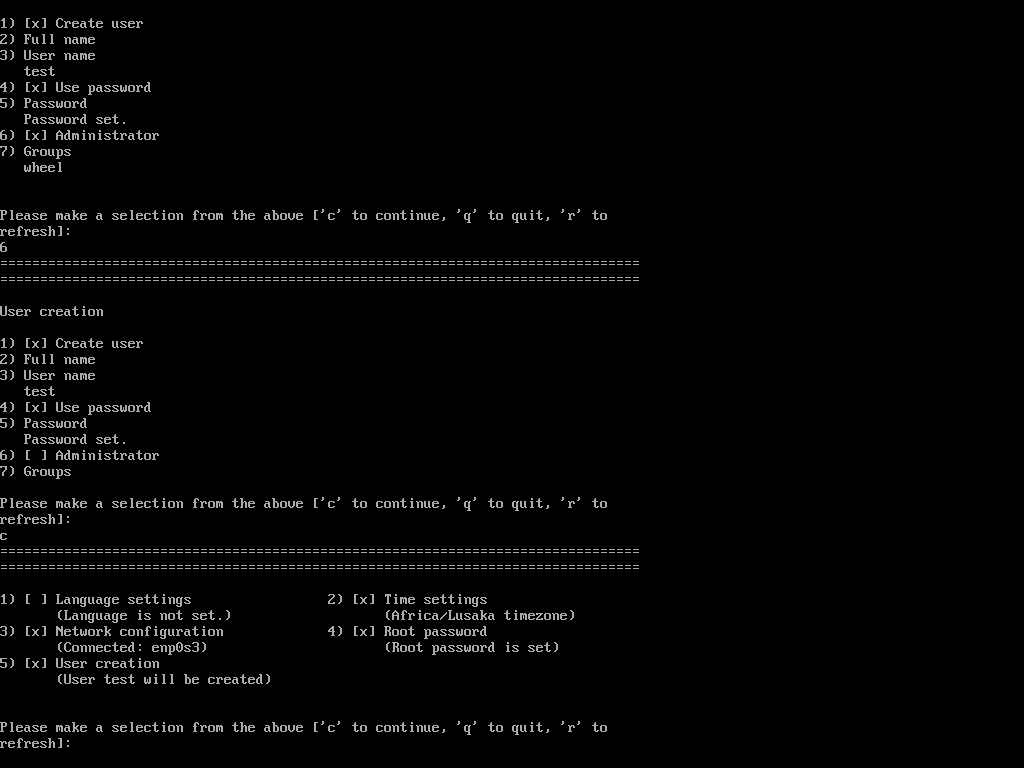 1) [x] Create user
2) Full name
3) User name
   test
4) [x] Use password
5) Password
   Password set.
6) [x] Administrator
7) Groups
   wheel
Please make a selection from the above ['c' to continue, 'q' to quit, 'r' to
refresh]:
6
================================================================================
================================================================================
User creation
1) [x] Create user
2) Full name
3) User name
   test
4) [x] Use password
5) Password
   Password set.
6) [ ] Administrator
7) Groups
Please make a selection from the above ['c' to continue, 'q' to quit, 'r' to
refresh]:
c
================================================================================
================================================================================
1) [ ] Language settings                 2) [x] Time settings
       (Language is not set.)                   (Africa/Lusaka timezone)
3) [x] Network configuration             4) [x] Root password
       (Connected: enp0s3)                      (Root password is set)
5) [x] User creation
       (User test will be created)
Please make a selection from the above ['c' to continue, 'q' to quit, 'r' to
refresh]: